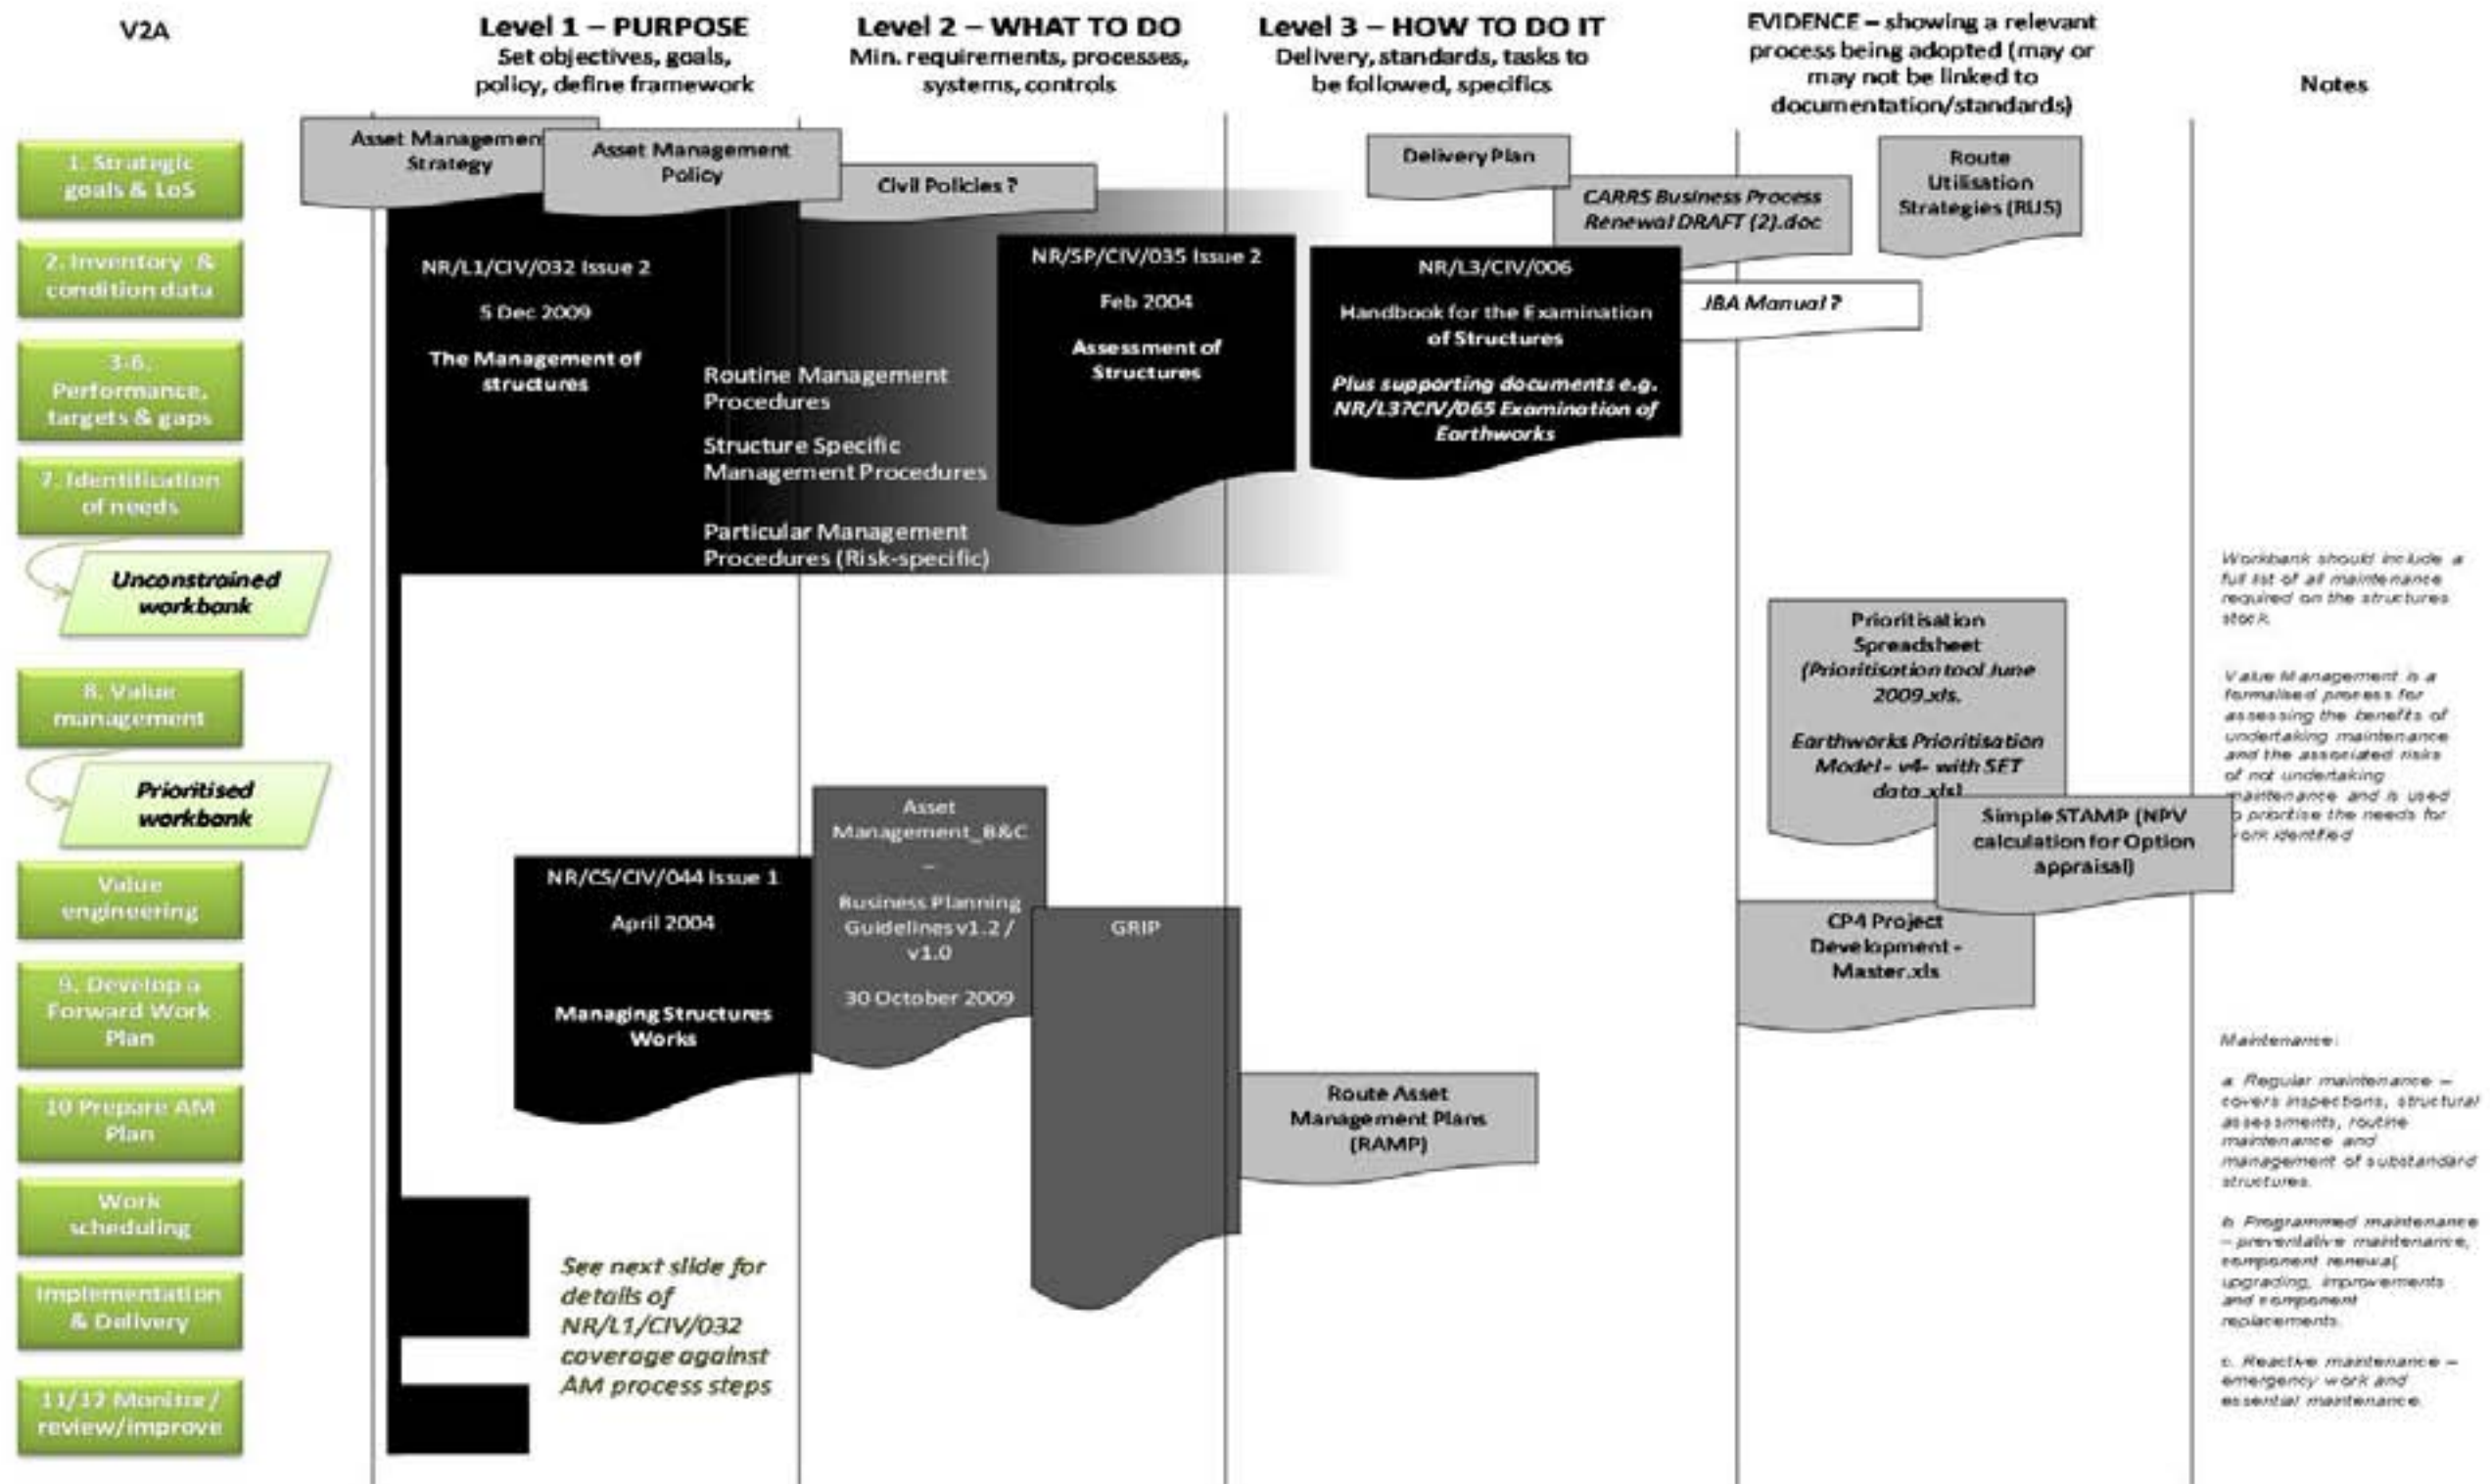 V2A
Level 1 – PURPOSE
Set objectives, goals,
policy, define framework
Level 2 – WHAT TO DO
Min. requirements, processes,
systems, controls
Level 3 – HOW TO DO IT
Delivery, standards, tasks to
be followed, specifics
EVIDENCE – showing a relevant
process being adopted (may or
may not be linked to
documentation/standards)
Notes
1. Strategic
goals & LoS
2. Inventory &
condition data
3-6.
Performance,
targets & gaps
7. Identification
of needs
Unconstrained
workbank
8. Value
management
Prioritised
workbank
Value
engineering
9. Develop a
Forward Work
Plan
10 Prepare AM
Plan
Work
scheduling
Implementation
& Delivery
11/12 Monitor/
review/improve
Asset Management
Strategy
Asset Management
Policy
Civil Policies ?
NR/L1/CIV/032 Issue 2
5 Dec 2009
The Management of
structures
Routine Management
Procedures
Structure Specific
Management Procedures
Particular Management
Procedures (Risk-specific)
NR/SP/CIV/035 Issue 2
Feb 2004
Assessment of
Structures
Delivery Plan
CARRS Business Process
Renewal DRAFT (2).doc
Route
Utilisation
Strategies (RUS)
NR/L3/CIV/006
Handbook for the Examination
of Structures
Plus supporting documents e.g.
NR/L3?CIV/065 Examination of
Earthworks
JBA Manual ?
NR/CS/CIV/044 Issue 1
April 2004
Managing Structures
Works
Asset
Management_B&C
–
Business Planning
Guidelines v1.2 /
v1.0
30 October 2009
GRIP
Route Asset
Management Plans
(RAMP)
See next slide for
details of
NR/L1/CIV/032
coverage against
AM process steps
Prioritisation
Spreadsheet
(Prioritisation tool June
2009.xls.
Earthworks Prioritisation
Model - v4- with SET
data.xls)
Simple STAMP (NPV
calculation for Option
appraisal)
CP4 Project
Development -
Master.xls
Workbank should include a
full list of all maintenance
required on the structures
stock.
Value Management is a
formalised process for
assessing the benefits of
undertaking maintenance
and the associated risks
of not undertaking
maintenance and is used
prioritise the needs for
identified
Maintenance:
a. Regular maintenance –
covers inspections, structural
assessments, routine
maintenance and
management of substandard
structures.
b. Programmed maintenance
– preventative maintenance,
component renewal,
upgrading, improvements
and component
replacements.
c. Reactive maintenance –
emergency work and
essential maintenance.